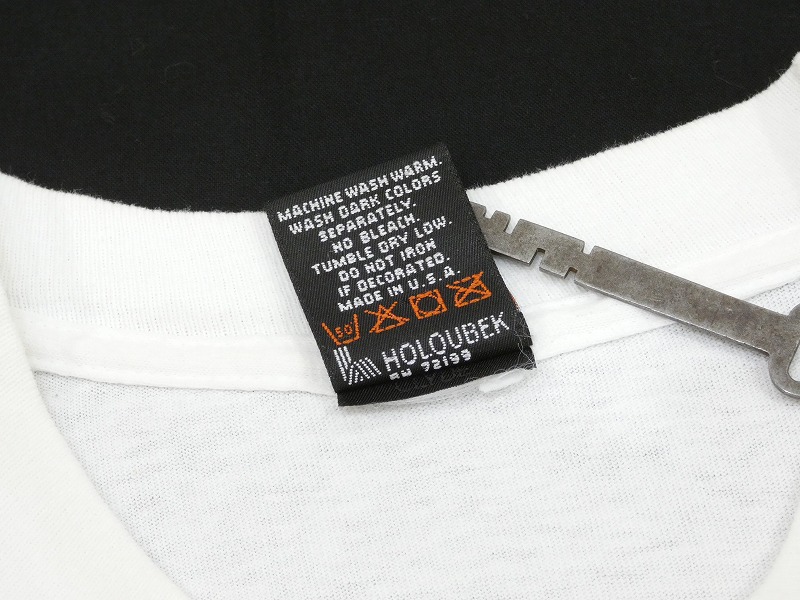 MACHINE WASH WARM.
WASH DARK COLORS
SEPARATELY.
NO BLEACH.
TUMBLE DRY LOW.
DO NOT IRON
IF DECORATED.
MADE IN U.S.A.
50
HOLOUBEK
RN 72199